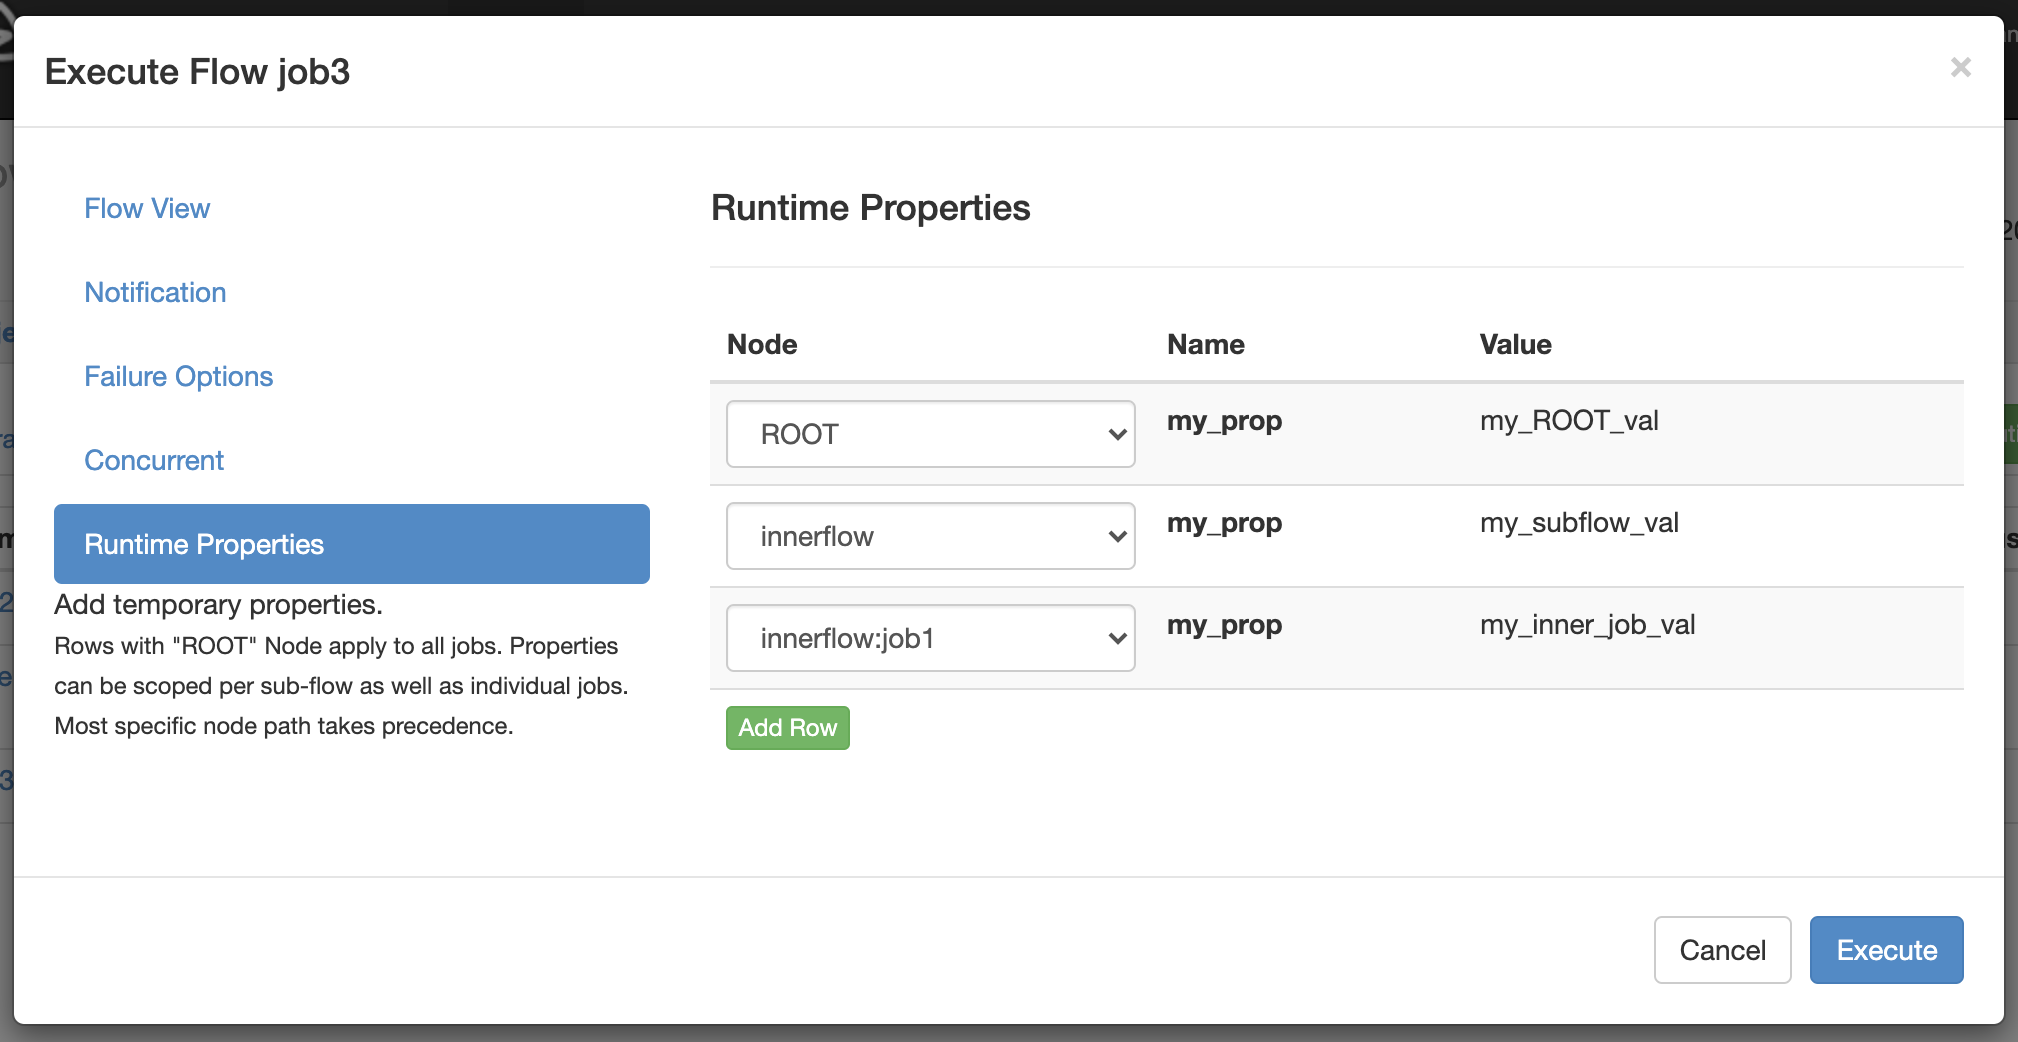 Execute Flow job3
×
Flow View
Notification
Failure Options
Concurrent
Runtime Properties
Add temporary properties.
Rows with "ROOT" Node apply to all jobs. Properties
can be scoped per sub-flow as well as individual jobs.
Most specific node path takes precedence.
Runtime Properties
Node Name Value
ROOT my_prop my_ROOT_val
innerflow my_prop my_subflow_val
innerflow:job1 my_prop my_inner_job_val
Add Row
Cancel Execute